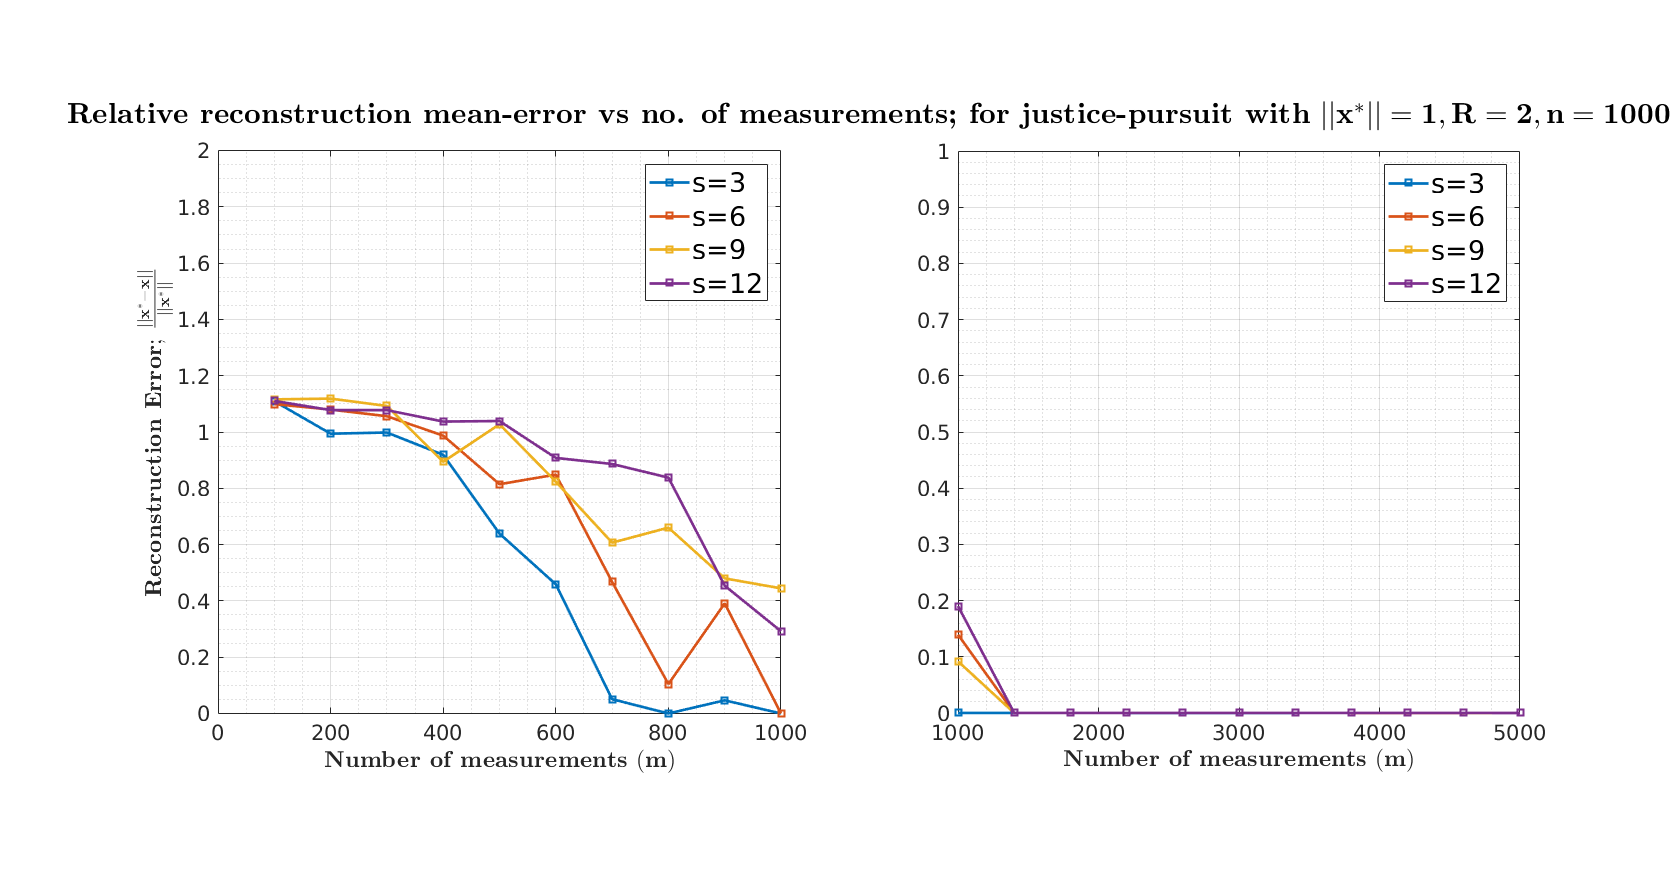 Relative reconstruction mean-error vs no. of measurements; for justice-pursuit with ||x*|| = 1, R = 2, n = 1000
Reconstruction Error; ||x* − x|| / ||x*||
2
1.8
1.6
1.4
1.2
1
0.8
0.6
0.4
0.2
0
0 200 400 600 800 1000
Number of measurements (m)
s=3
s=6
s=9
s=12
1
0.9
0.8
0.7
0.6
0.5
0.4
0.3
0.2
0.1
0
1000 2000 3000 4000 5000
Number of measurements (m)
s=3
s=6
s=9
s=12